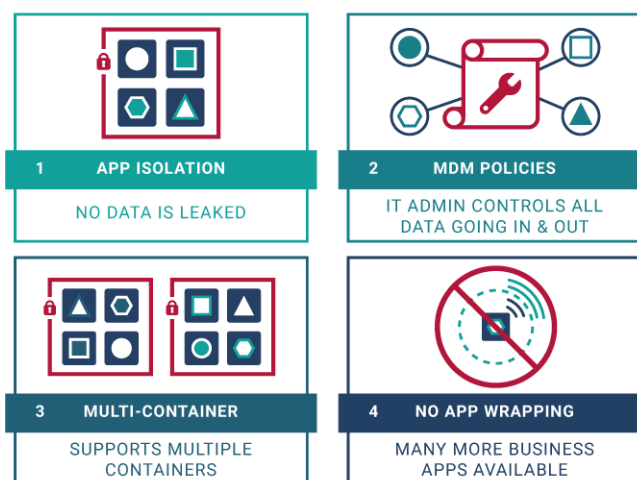 1 APP ISOLATION
NO DATA IS LEAKED
2 MDM POLICIES
IT ADMIN CONTROLS ALL
DATA GOING IN & OUT
3 MULTI-CONTAINER
SUPPORTS MULTIPLE
CONTAINERS
4 NO APP WRAPPING
MANY MORE BUSINESS
APPS AVAILABLE